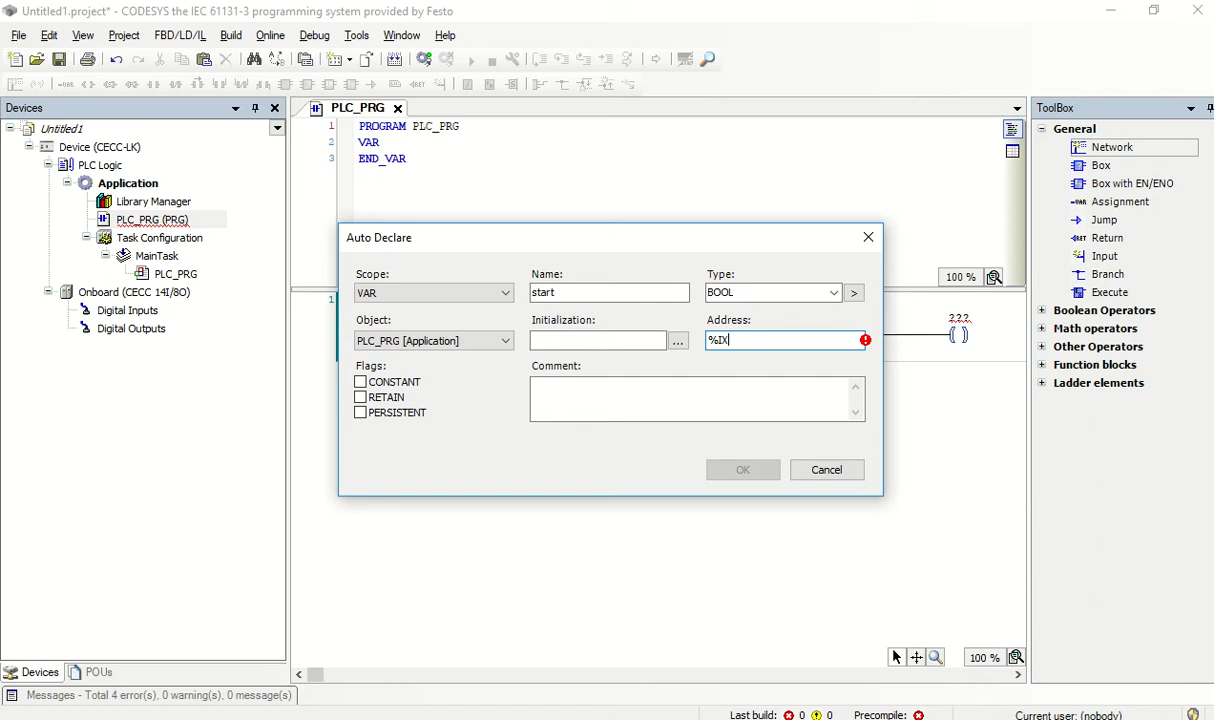 Untitled1.project* - CODESYS the IEC 61131-3 programming system provided by Festo
File Edit View Project FBD/LD/IL Build Online Debug Tools Window Help
Devices
Untitled1
Device (CECC-LK)
PLC Logic
Application
Library Manager
PLC_PRG (PRG)
Task Configuration
MainTask
PLC_PRG
Onboard (CECC 14I/8O)
Digital Inputs
Digital Outputs
Devices POUs
PLC_PRG
1 PROGRAM PLC_PRG
2 VAR
3 END_VAR
100 %
1
???
Auto Declare
Scope: Name: Type:
VAR start BOOL >
Object: Initialization: Address:
PLC_PRG [Application] ... %IX
Flags: Comment:
CONSTANT
RETAIN
PERSISTENT
OK Cancel
100 %
ToolBox
General
Network
Box
Box with EN/ENO
Assignment
Jump
Return
Input
Branch
Execute
Boolean Operators
Math operators
Other Operators
Function blocks
Ladder elements
Messages - Total 4 error(s), 0 warning(s), 0 message(s)
Last build: 0 0 Precompile: Current user: (nobody)